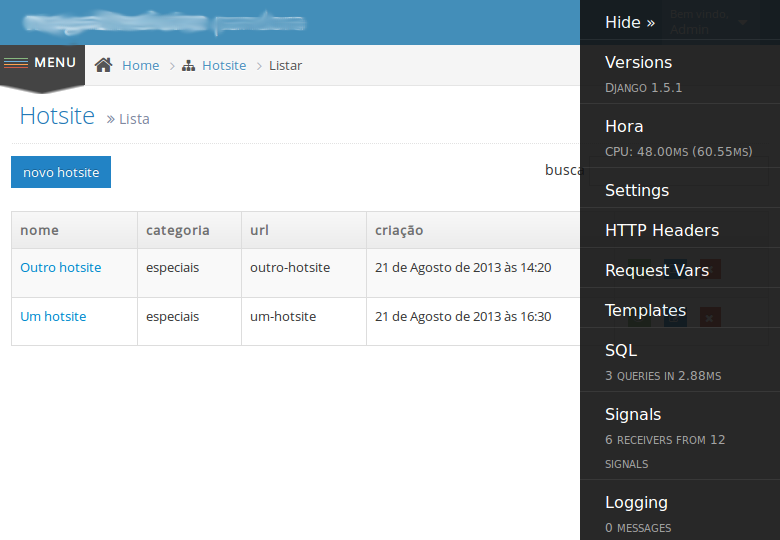 Bem vindo,
Admin
Hide »
MENU
Home
Hotsite
Listar
Hotsite » Lista
novo hotsite
busca
nome categoria url criação
Outro hotsite especiais outro-hotsite 21 de Agosto de 2013 às 14:20
Um hotsite especiais um-hotsite 21 de Agosto de 2013 às 16:30
Versions
DJANGO 1.5.1
Hora
CPU: 48.00MS (60.55MS)
Settings
HTTP Headers
Request Vars
Templates
SQL
3 QUERIES IN 2.88MS
Signals
6 RECEIVERS FROM 12
SIGNALS
Logging
0 MESSAGES